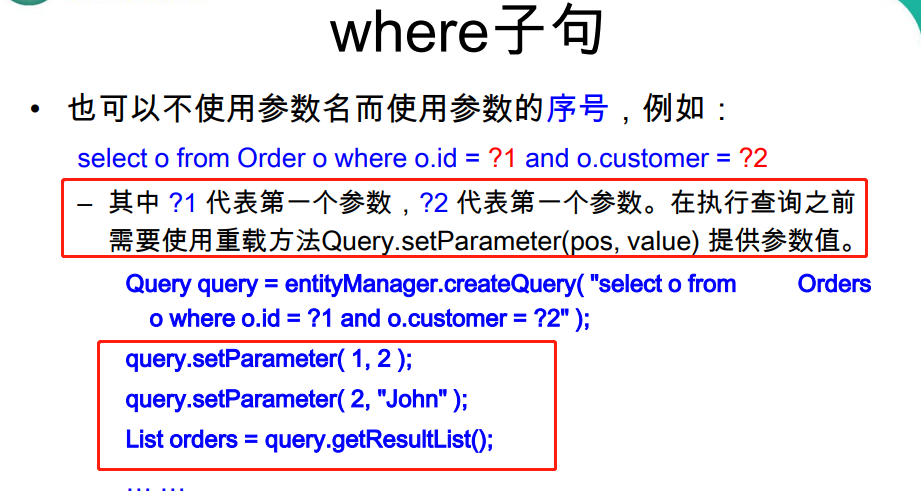 where子句
• 也可以不使用参数名而使用参数的序号，例如：
select o from Order o where o.id = ?1 and o.customer = ?2
– 其中 ?1 代表第一个参数，?2 代表第一个参数。在执行查询之前
需要使用重载方法Query.setParameter(pos, value) 提供参数值。
Query query = entityManager.createQuery( "select o from Orders
o where o.id = ?1 and o.customer = ?2" );
query.setParameter( 1, 2 );
query.setParameter( 2, "John" );
List orders = query.getResultList();
… …